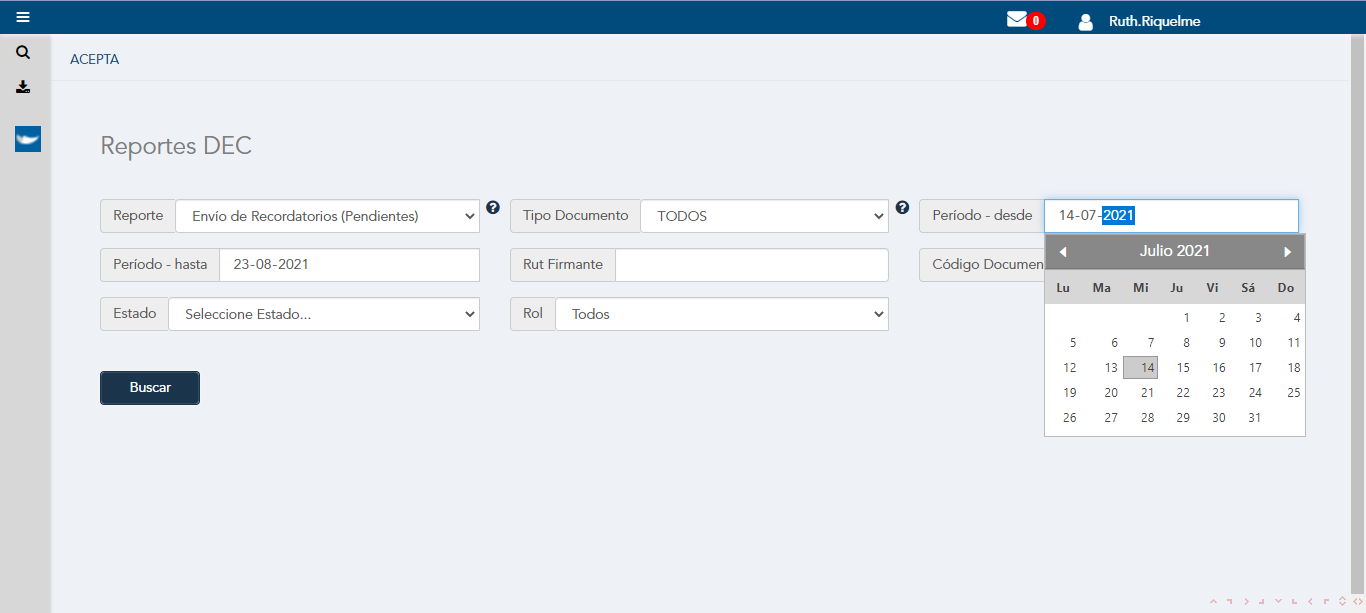 0 Ruth.Riquelme
ACEPTA
Reportes DEC
Reporte Envío de Recordatorios (Pendientes) Tipo Documento TODOS Período - desde 14-07-2021
Período - hasta 23-08-2021 Rut Firmante Código Documen
Estado Seleccione Estado... Rol Todos
Buscar
Julio 2021
Lu Ma Mi Ju Vi Sá Do
1 2 3 4
5 6 7 8 9 10 11
12 13 14 15 16 17 18
19 20 21 22 23 24 25
26 27 28 29 30 31